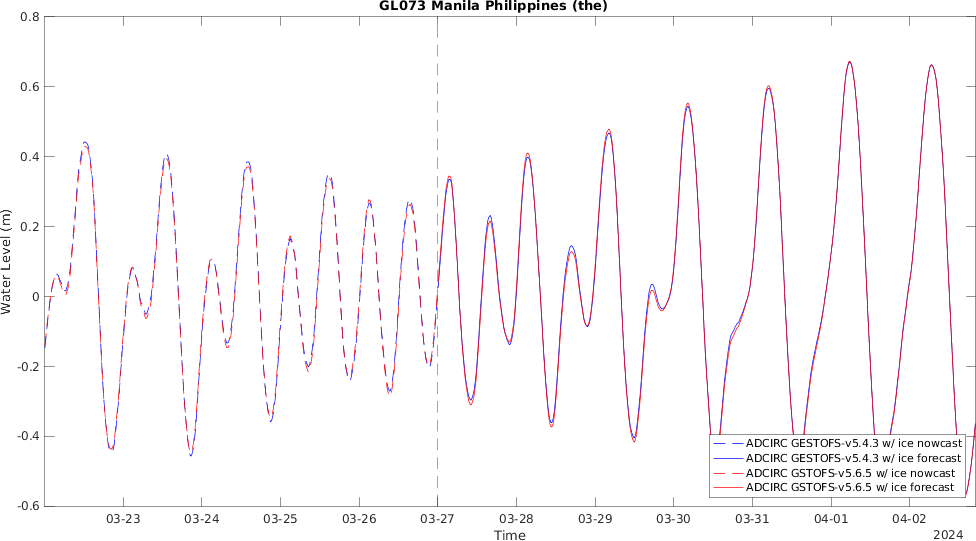 GL073 Manila Philippines (the)
0.8
0.6
0.4
0.2
0
-0.2
-0.4
-0.6
Water Level (m)
ADCIRC GESTOFS-v5.4.3 w/ ice nowcast
ADCIRC GESTOFS-v5.4.3 w/ ice forecast
ADCIRC GSTOFS-v5.6.5 w/ ice nowcast
ADCIRC GSTOFS-v5.6.5 w/ ice forecast
03-23 03-24 03-25 03-26 03-27 03-28 03-29 03-30 03-31 04-01 04-02
Time
2024